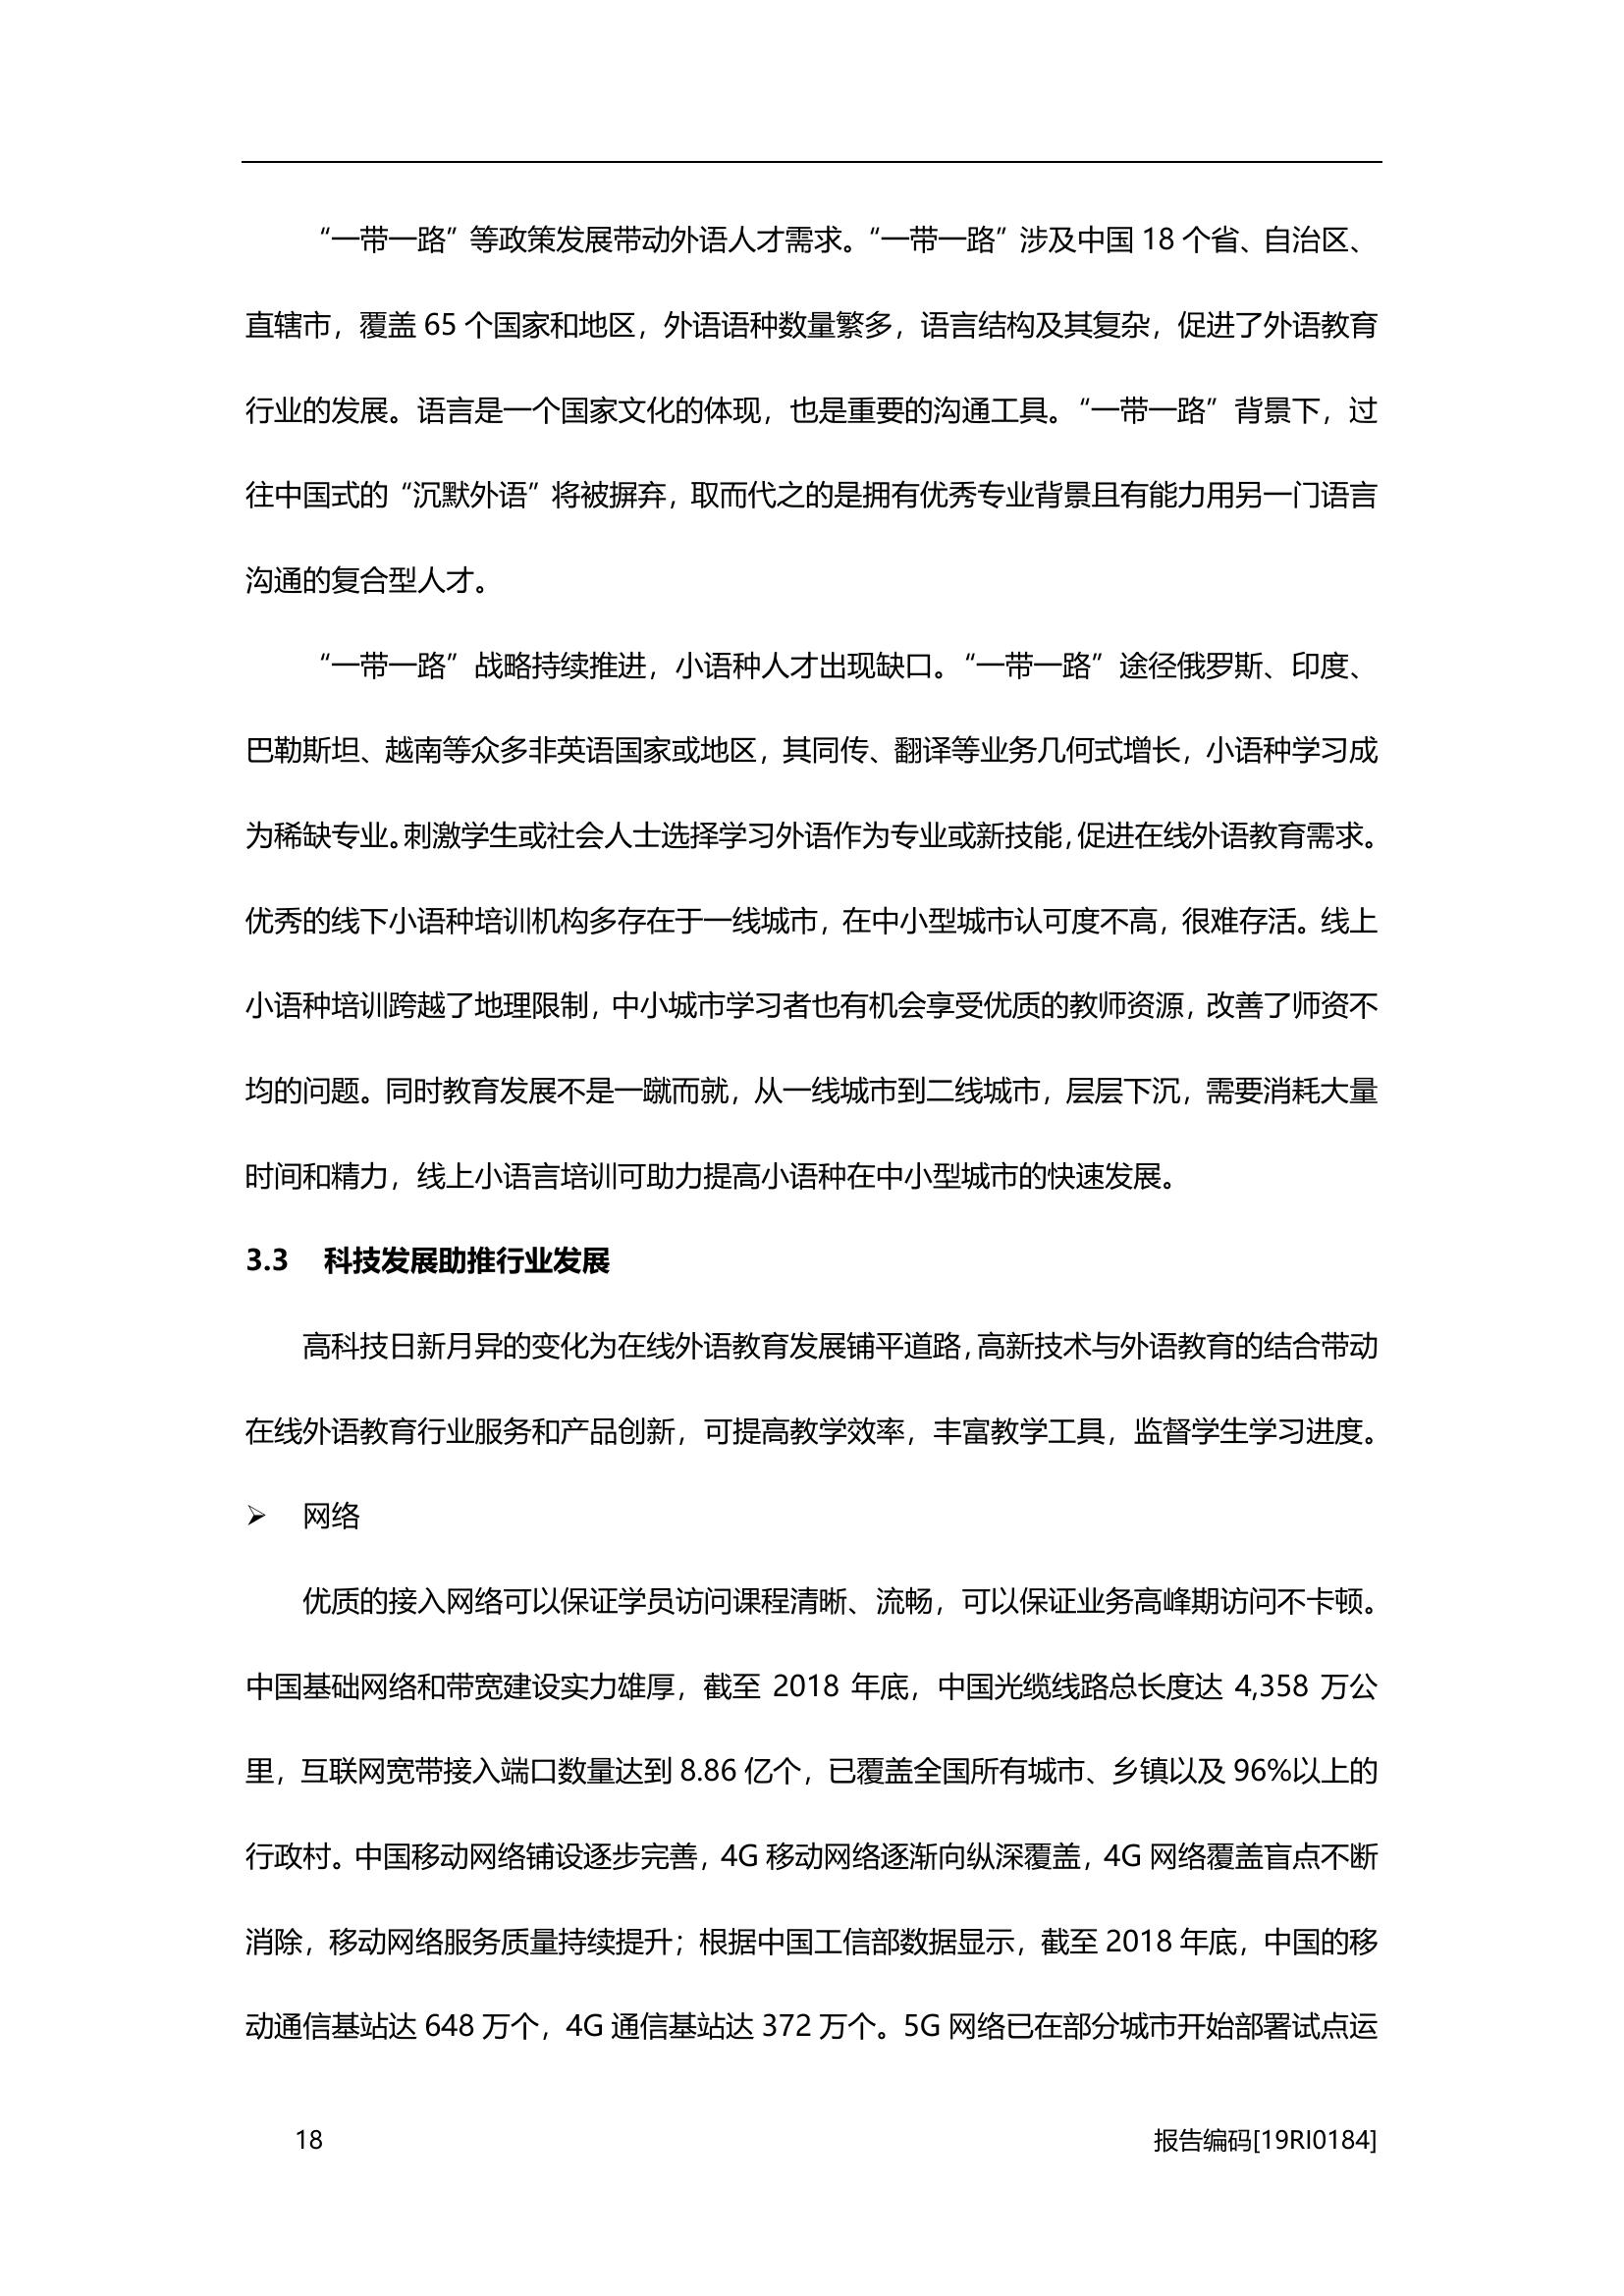 “一带一路”等政策发展带动外语人才需求。“一带一路”涉及中国 18 个省、自治区、
直辖市，覆盖 65 个国家和地区，外语语种数量繁多，语言结构及其复杂，促进了外语教育
行业的发展。语言是一个国家文化的体现，也是重要的沟通工具。“一带一路”背景下，过
往中国式的“沉默外语”将被摒弃，取而代之的是拥有优秀专业背景且有能力用另一门语言
沟通的复合型人才。
“一带一路”战略持续推进，小语种人才出现缺口。“一带一路”途径俄罗斯、印度、
巴勒斯坦、越南等众多非英语国家或地区，其同传、翻译等业务几何式增长，小语种学习成
为稀缺专业。刺激学生或社会人士选择学习外语作为专业或新技能，促进在线外语教育需求。
优秀的线下小语种培训机构多存在于一线城市，在中小型城市认可度不高，很难存活。线上
小语种培训跨越了地理限制，中小城市学习者也有机会享受优质的教师资源，改善了师资不
均的问题。同时教育发展不是一蹴而就，从一线城市到二线城市，层层下沉，需要消耗大量
时间和精力，线上小语言培训可助力提高小语种在中小型城市的快速发展。
3.3 科技发展助推行业发展
高科技日新月异的变化为在线外语教育发展铺平道路，高新技术与外语教育的结合带动
在线外语教育行业服务和产品创新，可提高教学效率，丰富教学工具，监督学生学习进度。
➢ 网络
优质的接入网络可以保证学员访问课程清晰、流畅，可以保证业务高峰期访问不卡顿。
中国基础网络和带宽建设实力雄厚，截至 2018 年底，中国光缆线路总长度达 4,358 万公
里，互联网宽带接入端口数量达到 8.86 亿个，已覆盖全国所有城市、乡镇以及 96%以上的
行政村。中国移动网络铺设逐步完善，4G 移动网络逐渐向纵深覆盖，4G 网络覆盖盲点不断
消除，移动网络服务质量持续提升；根据中国工信部数据显示，截至 2018 年底，中国的移
动通信基站达 648 万个，4G 通信基站达 372 万个。5G 网络已在部分城市开始部署试点运
18 报告编码[19RI0184]